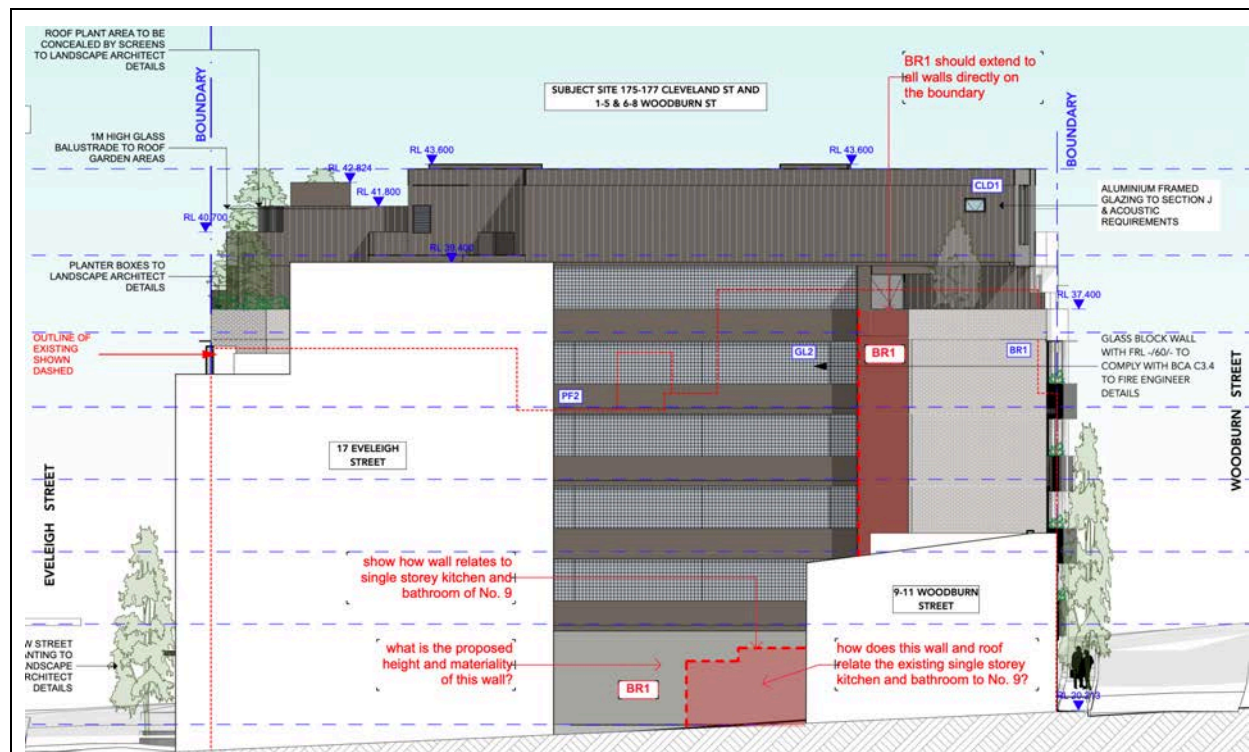 ROOF PLANT AREA TO BE
CONCEALED BY SCREENS
TO LANDSCAPE ARCHITECT
DETAILS
BOUNDARY
1M HIGH GLASS
BALUSTRADE TO ROOF
GARDEN AREAS
RL 40.700
PLANTER BOXES TO
LANDSCAPE ARCHITECT
DETAILS
OUTLINE OF
EXISTING
SHOWN
DASHED
SUBJECT SITE 175-177 CLEVELAND ST AND
1-5 & 6-8 WOODBURN ST
BR1 should extend to
all walls directly on
the boundary
BOUNDARY
RL 43.600
RL 42.824
RL 41.800
RL 39.400
RL 43.600
CLD1
ALUMINIUM FRAMED
GLAZING TO SECTION J
& ACOUSTIC
REQUIREMENTS
RL 37.400
GL2
BR1
BR1
GLASS BLOCK WALL
WITH FRL -/60/- TO
COMPLY WITH BCA C3.4
TO FIRE ENGINEER
DETAILS
PF2
17 EVELEIGH
STREET
EVELEIGH STREET
WOODBURN STREET
show how wall relates to
single storey kitchen and
bathroom of No. 9
9-11 WOODBURN
STREET
what is the proposed
height and materiality
of this wall?
BR1
how does this wall and roof
relate the existing single storey
kitchen and bathroom to No. 9?
W STREET
NTING TO
NDSCAPE
RCHITECT
DETAILS